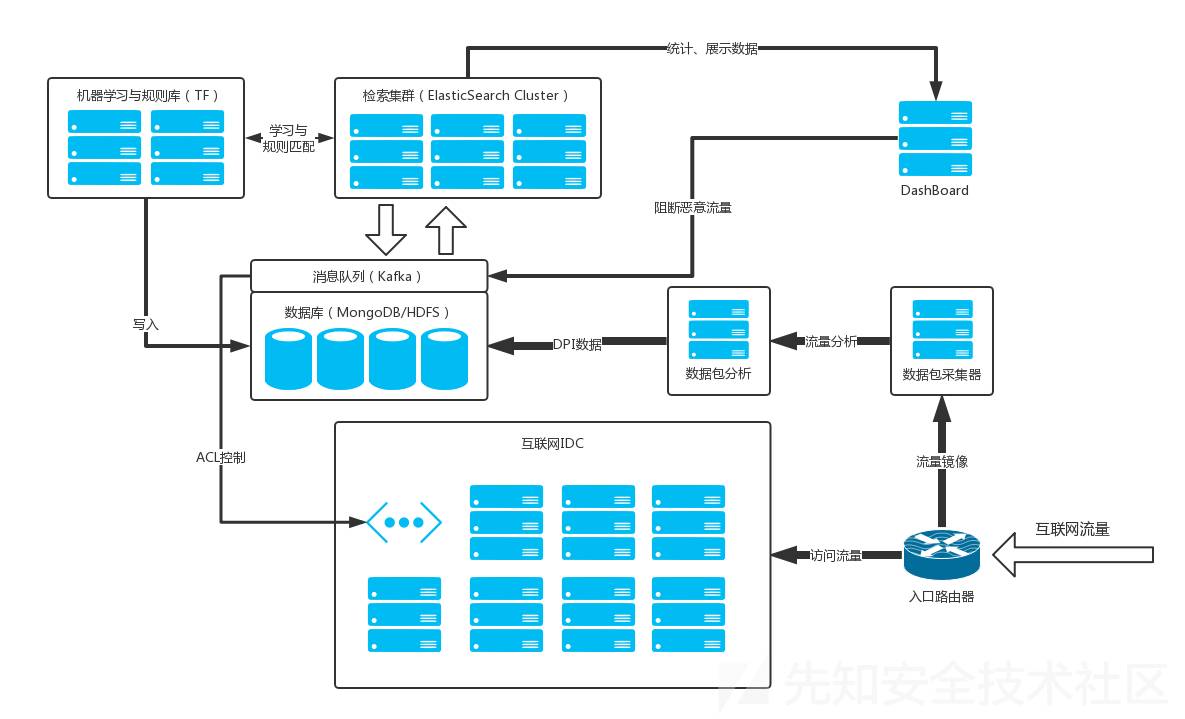 统计、展示数据
机器学习与规则库（TF）
检索集群（ElasticSearch Cluster）
学习与
规则匹配
DashBoard
阻断恶意流量
消息队列（Kafka）
数据库（MongoDB/HDFS）
写入
DPI数据
流量分析
数据包分析
数据包采集器
互联网IDC
ACL控制
流量镜像
互联网流量
访问流量
入口路由器
先知安全技术社区